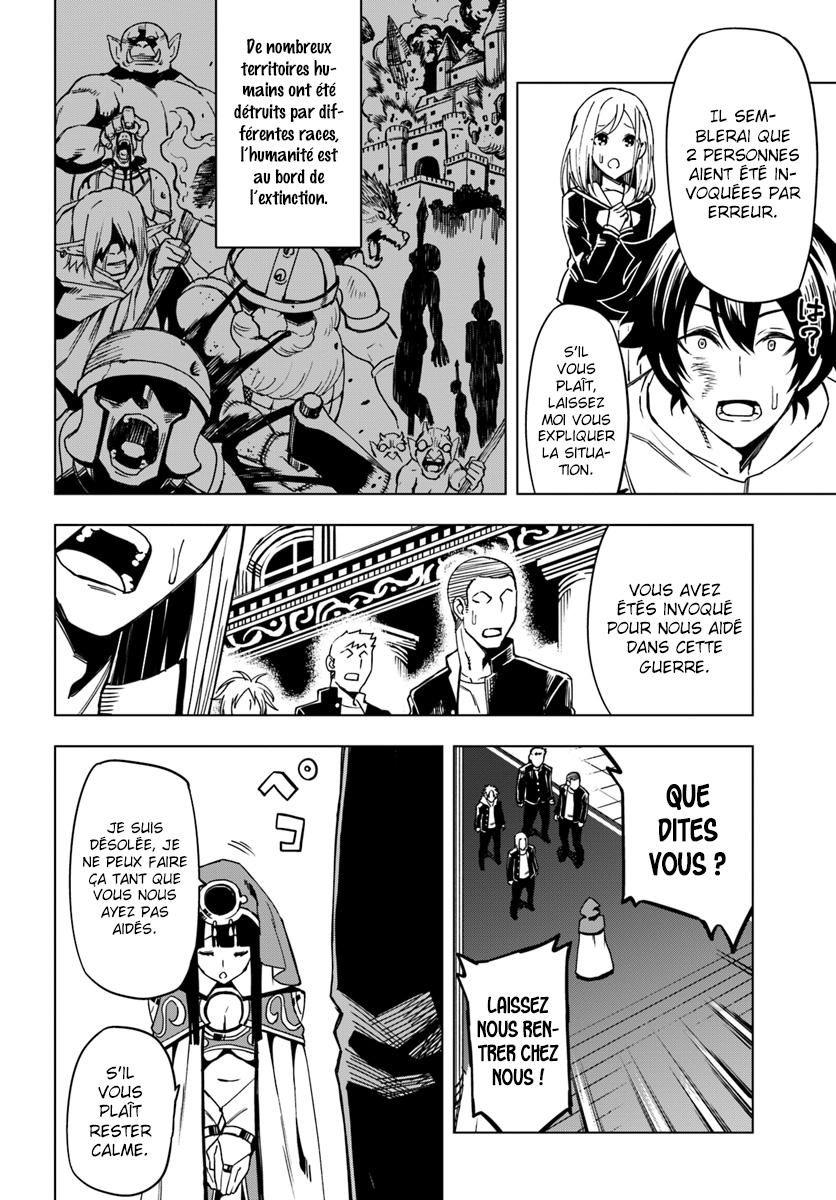 IL SEM-
BLERAI QUE
2 PERSONNES
AIENT ÉTÉ IN-
VOQUÉES PAR
ERREUR.
は?
S'IL
VOUS
PLAÎT,
LAISSEZ
MOI VOUS
EXPLIQUER
LA SITUA-
TION.
De nombreux
territoires hu-
mains ont été
détruits par dif-
férentes races,
l'humanité est
au bord de
l'extinction.
VOUS AVEZ
ÉTÉS INVOQUÉ
POUR NOUS AIDÉ
DANS CETTE
GUERRE.
QUE
DITES
VOUS ?
LAISSEZ
NOUS REN-
TRER CHEZ
NOUS !
ペコ
JE SUIS
DÉSOLÉE, JE
NE PEUX FAIRE
ÇA TANT QUE
VOUS NOUS
AYEZ PAS
AIDÉS.
S'IL
VOUS
PLAÎT
RESTER
CALME.